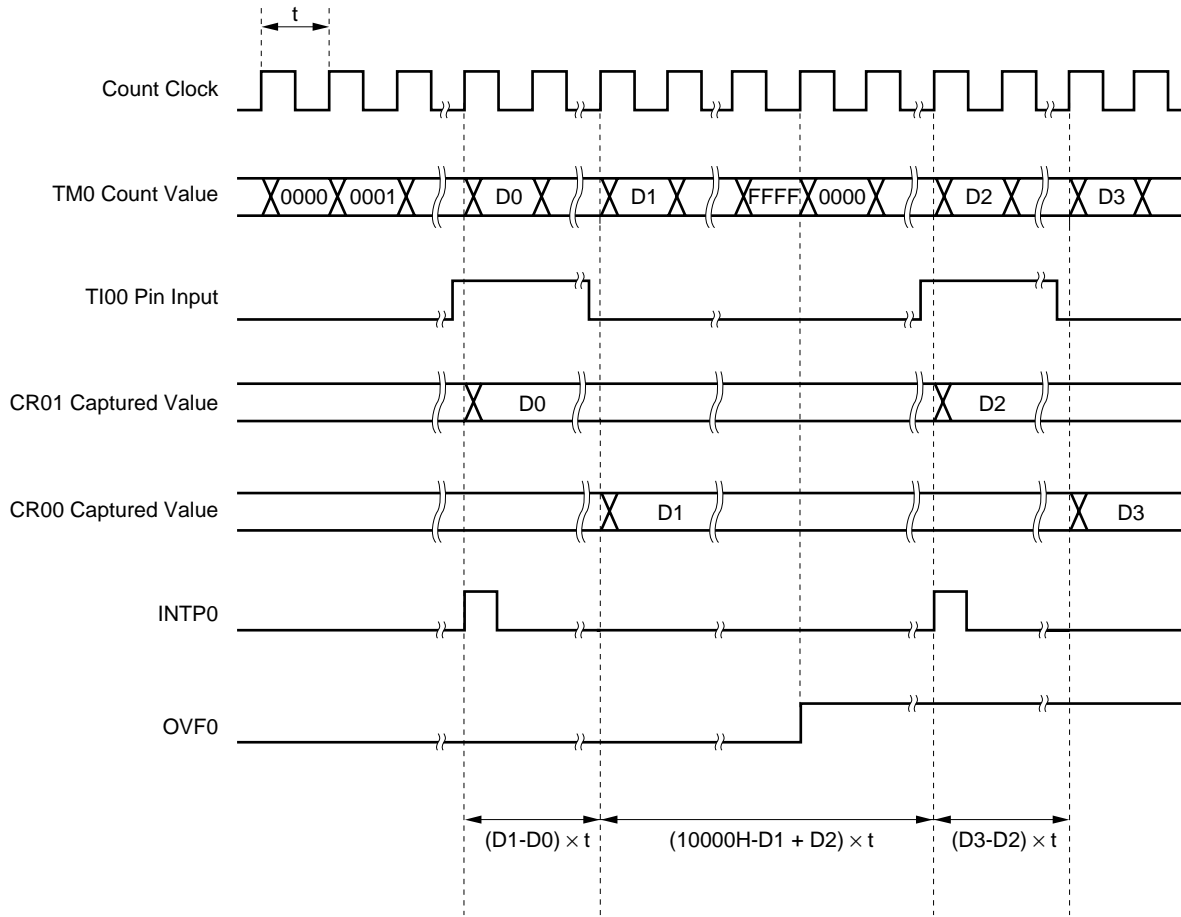 t
Count Clock
TM0 Count Value
0000 0001 D0 D1 FFFF 0000 D2 D3
TI00 Pin Input
CR01 Captured Value
D0 D2
CR00 Captured Value
D1 D3
INTP0
OVF0
(D1-D0) × t (10000H-D1 + D2) × t (D3-D2) × t